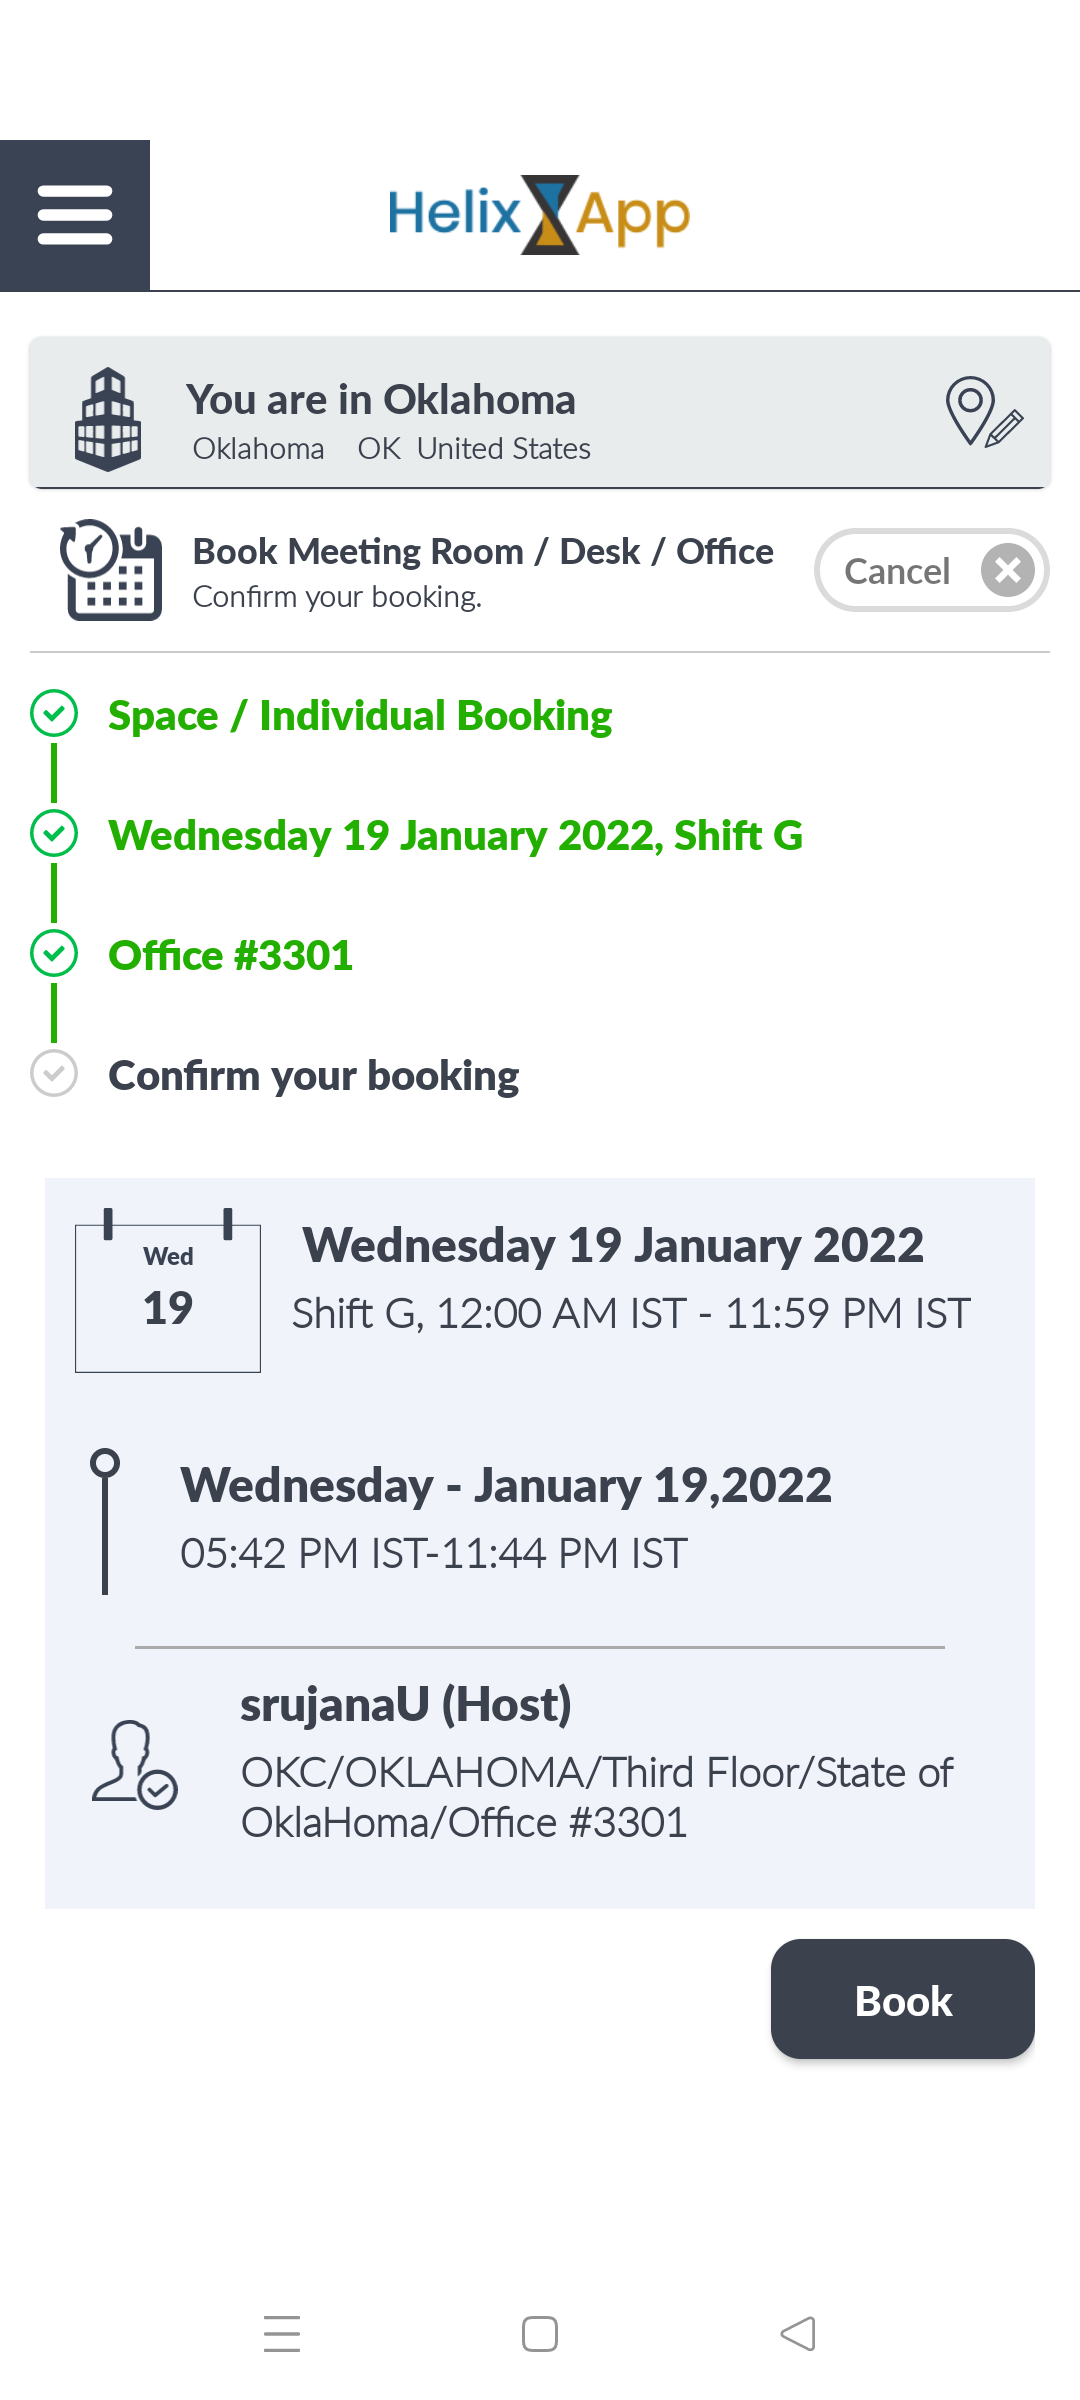 Helix App
You are in Oklahoma
Oklahoma OK United States
Book Meeting Room / Desk / Office
Confirm your booking.
Cancel
Space / Individual Booking
Wednesday 19 January 2022, Shift G
Office #3301
Confirm your booking
Wed
19
Wednesday 19 January 2022
Shift G, 12:00 AM IST - 11:59 PM IST
Wednesday - January 19,2022
05:42 PM IST-11:44 PM IST
srujanaU (Host)
OKC/OKLAHOMA/Third Floor/State of
OklaHoma/Office #3301
Book